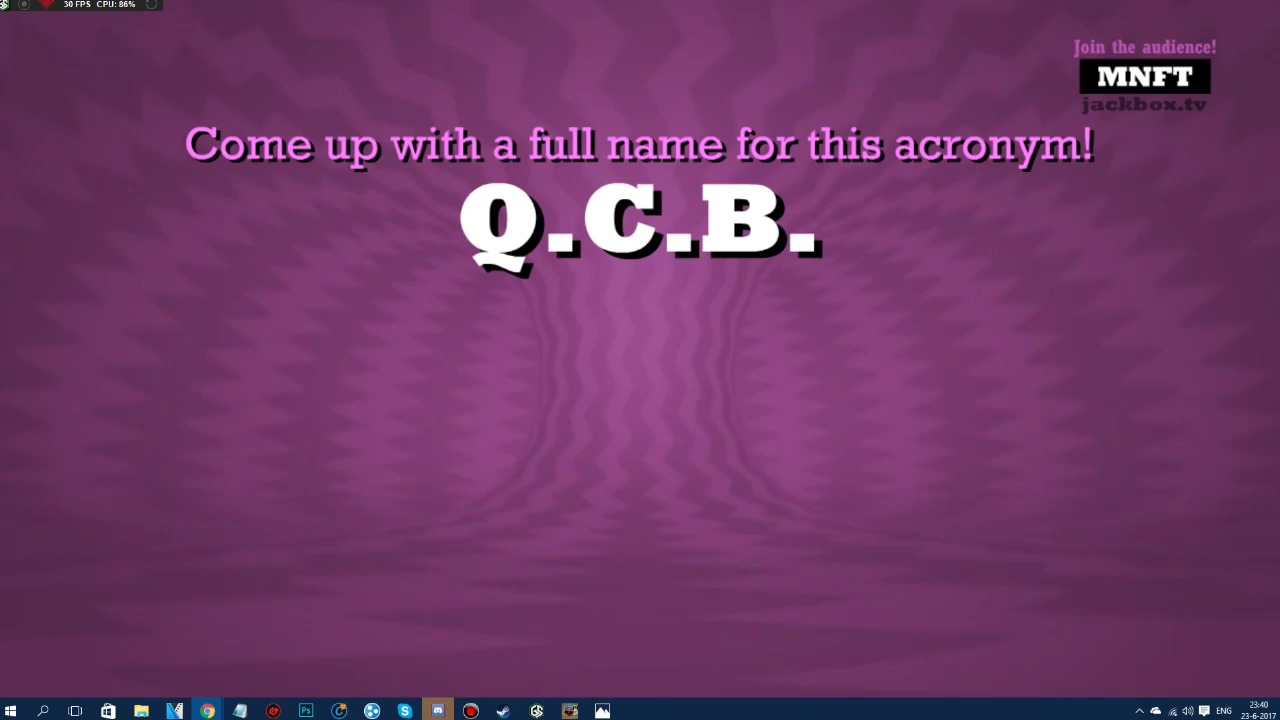 30 FPS CPU: 86%
Join the audience!
MNFT
jackbox.tv
Come up with a full name for this acronym!
Q.C.B.
Ps
S
ENG
23:40
23-6-2017